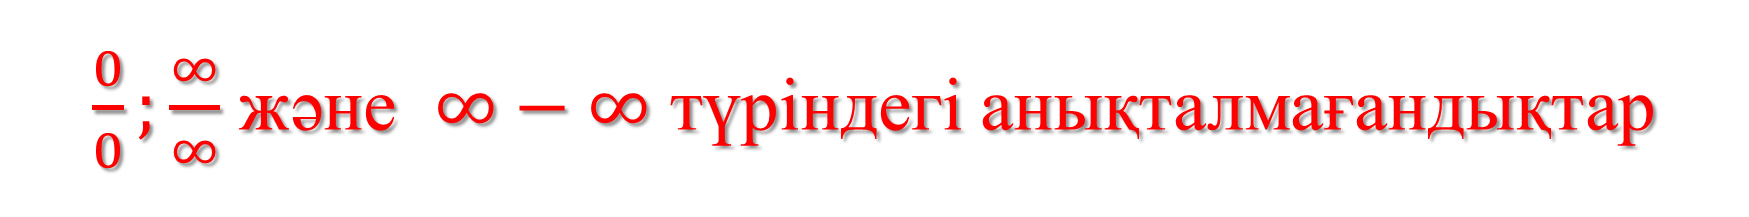 0/0 ; ∞/∞ және ∞ − ∞ түріндегі анықталмағандықтар